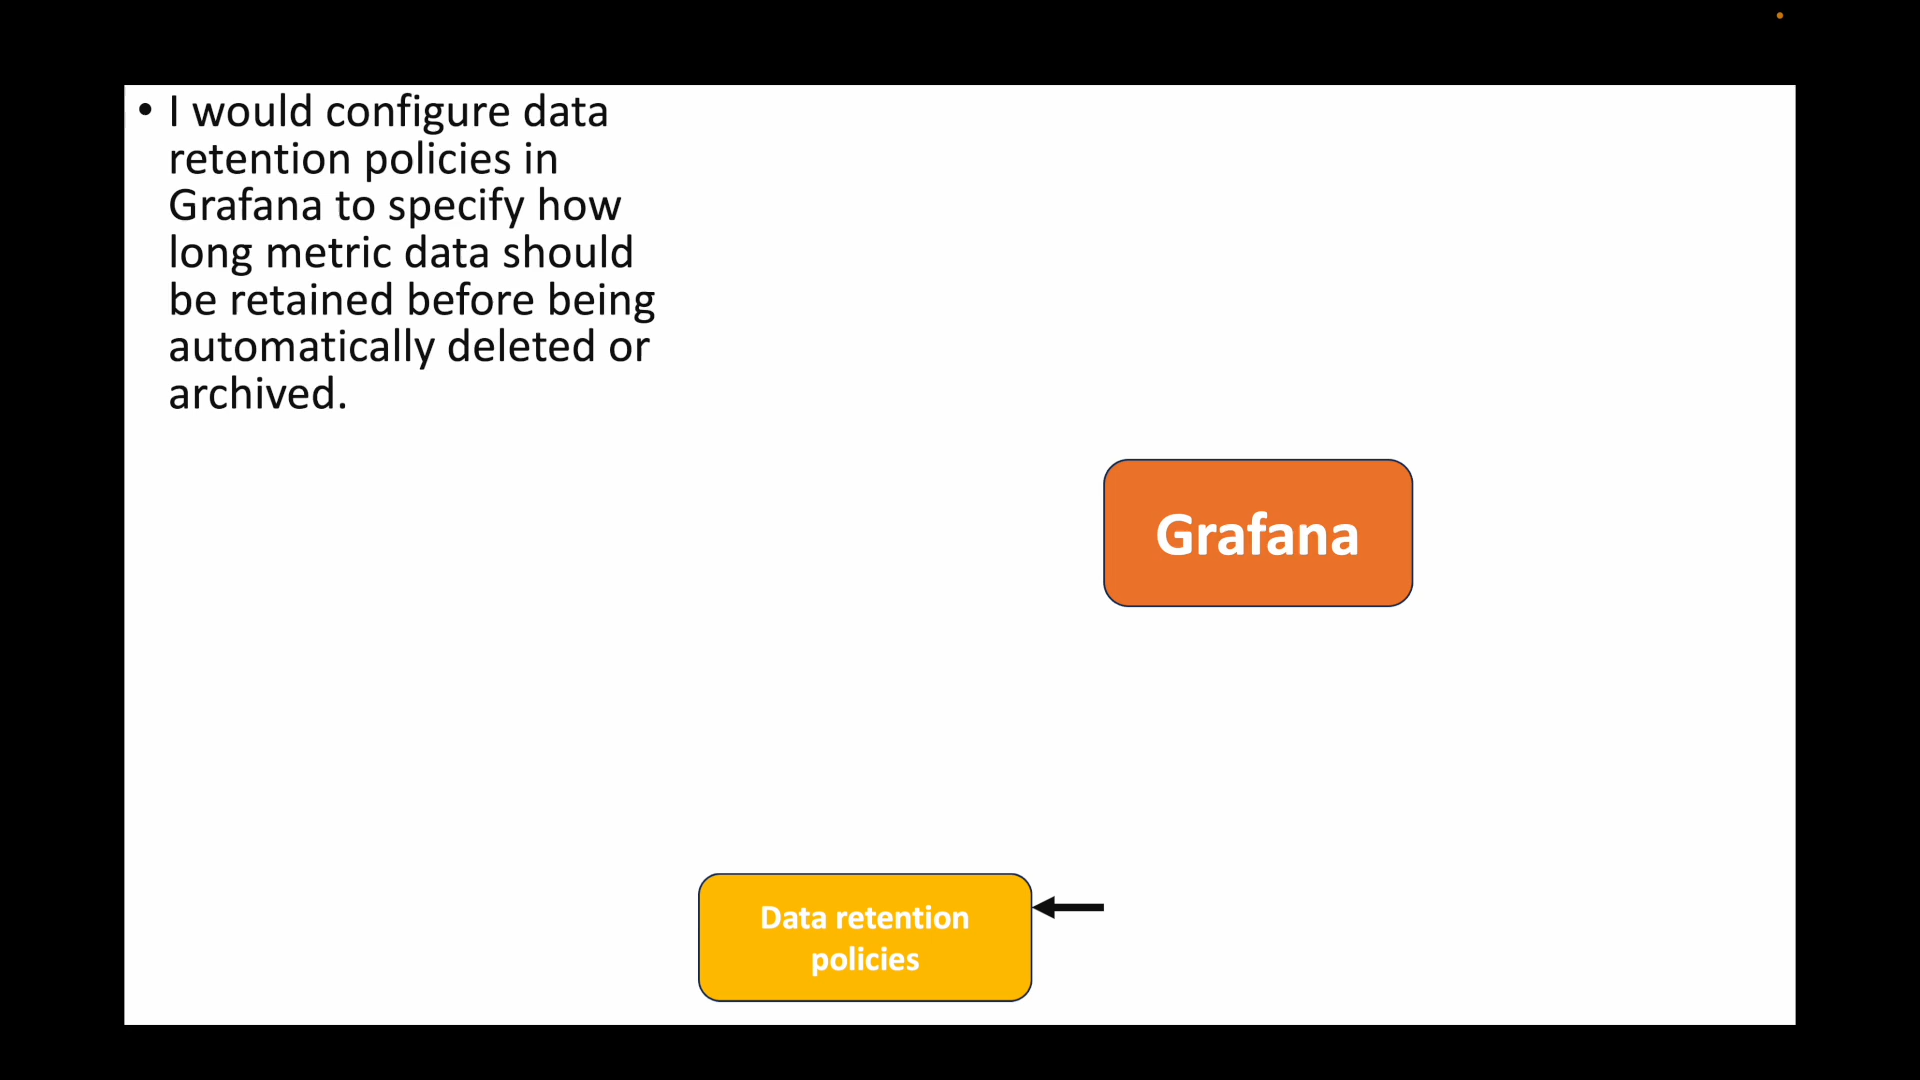 • I would configure data
retention policies in
Grafana to specify how
long metric data should
be retained before being
automatically deleted or
archived.
Grafana
Data retention
policies